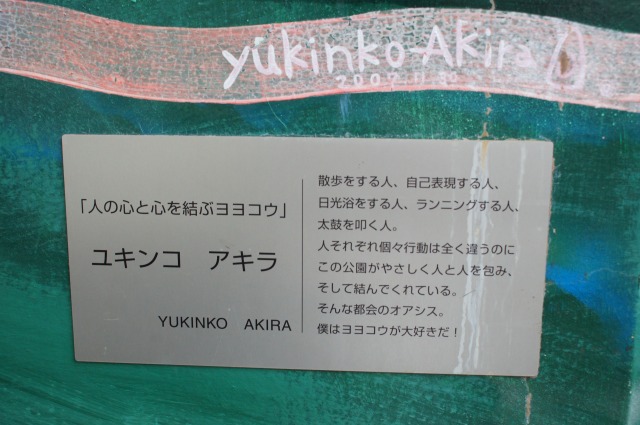 yukinko-Akira
2007.11.30
「人の心と心を結ぶヨヨコウ」
ユキンコ アキラ
YUKINKO AKIRA
散歩をする人、自己表現する人、
日光浴をする人、ランニングする人、
太鼓を叩く人。
人それぞれ個々行動は全く違うのに
この公園がやさしく人と人を包み、
そして結んでくれている。
そんな都会のオアシス。
僕はヨヨコウが大好きだ！